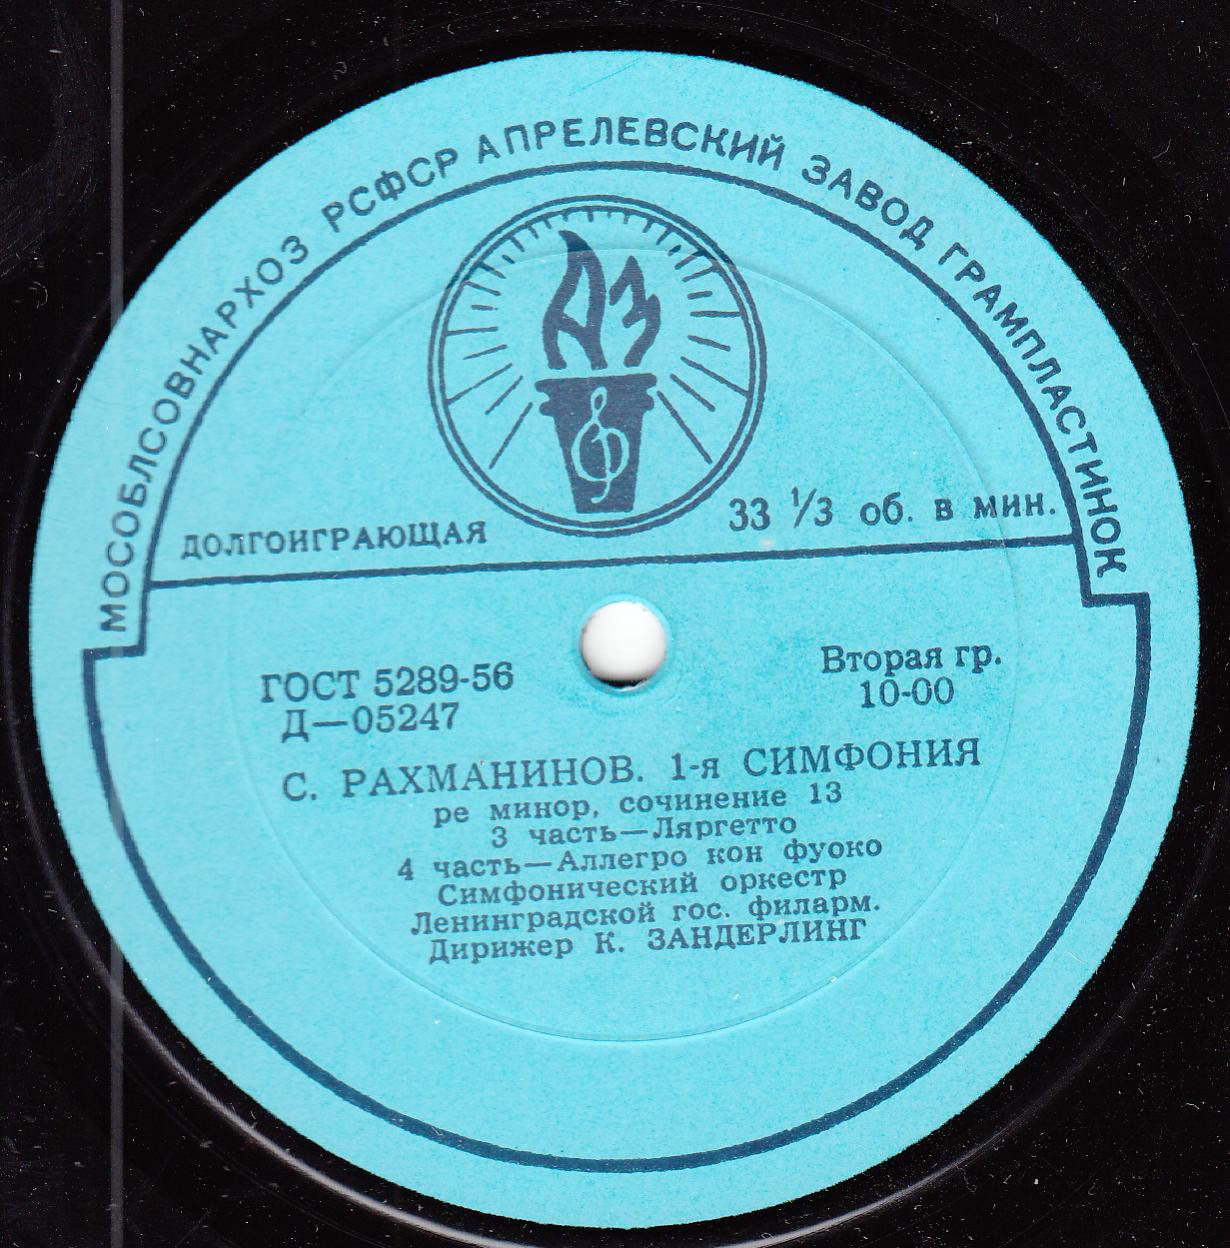 МОСОБЛСОВНАРХОЗ РСФСР АПРЕЛЕВСКИЙ ЗАВОД ГРАМПЛАСТИНОК
АЗ
ДОЛГОИГРАЮЩАЯ
33 1/3 об. в мин.
ГОСТ 5289-56
Д—05247
Вторая гр.
10-00
С. РАХМАНИНОВ. 1-я СИМФОНИЯ
ре минор, сочинение 13
3 часть—Ляргетто
4 часть—Аллегро кон фуоко
Симфонический оркестр
Ленинградской гос. филарм.
Дирижер К. ЗАНДЕРЛИНГ